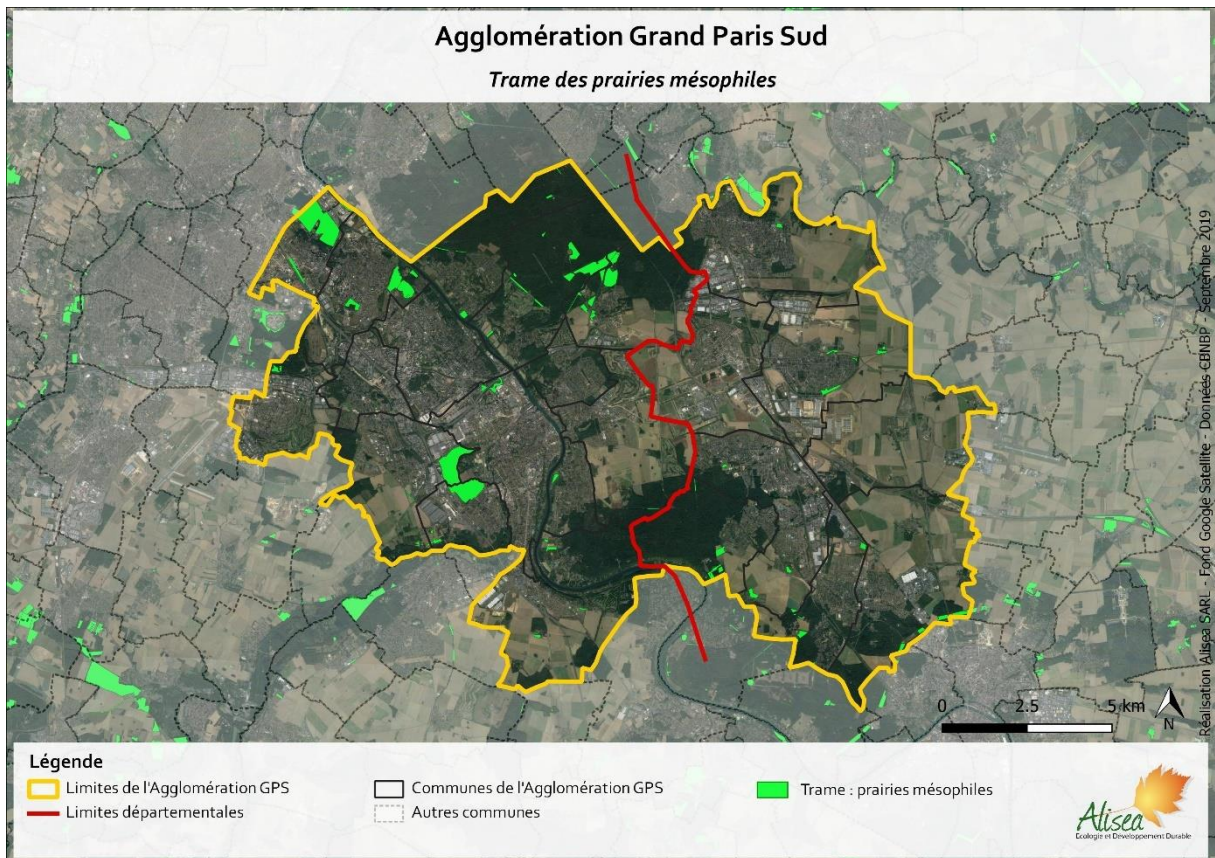 Agglomération Grand Paris Sud
Trame des prairies mésophiles
Réalisation Alisea SARL - Fond Google Satellite - Données CBNBP - Septembre 2019
0 2.5 5 km
N
Légende
Limites de l'Agglomération GPS
Communes de l'Agglomération GPS
Trame : prairies mésophiles
Limites départementales
Autres communes
Alisea
Ecologie et Développement Durable